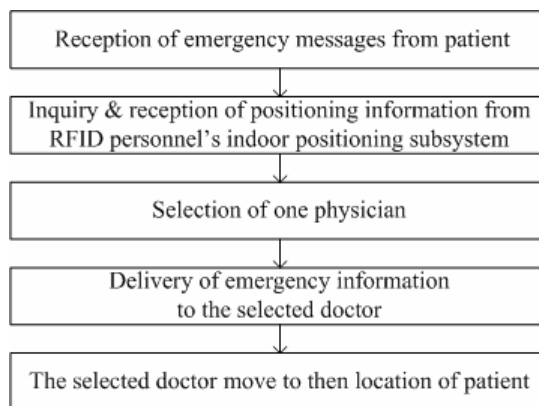 Reception of emergency messages from patient
Inquiry & reception of positioning information from
RFID personnel's indoor positioning subsystem
Selection of one physician
Delivery of emergency information
to the selected doctor
The selected doctor move to then location of patient